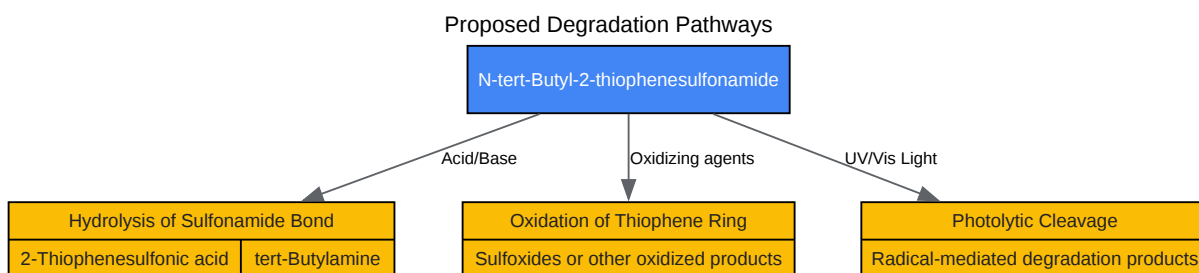 Proposed Degradation Pathways
N-tert-Butyl-2-thiophenesulfonamide
Acid/Base
Oxidizing agents
UV/Vis Light
Hydrolysis of Sulfonamide Bond
2-Thiophenesulfonic acid
tert-Butylamine
Oxidation of Thiophene Ring
Sulfoxides or other oxidized products
Photolytic Cleavage
Radical-mediated degradation products